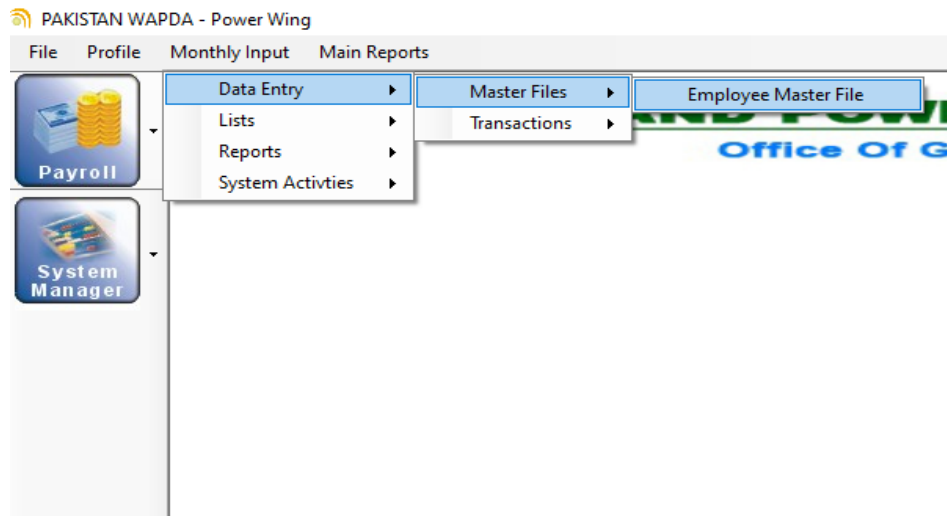 PAKISTAN WAPDA - Power Wing
File Profile Monthly Input Main Reports
Data Entry
Lists
Reports
System Activties
Master Files
Transactions
Employee Master File
Office Of G
Payroll
System
Manager